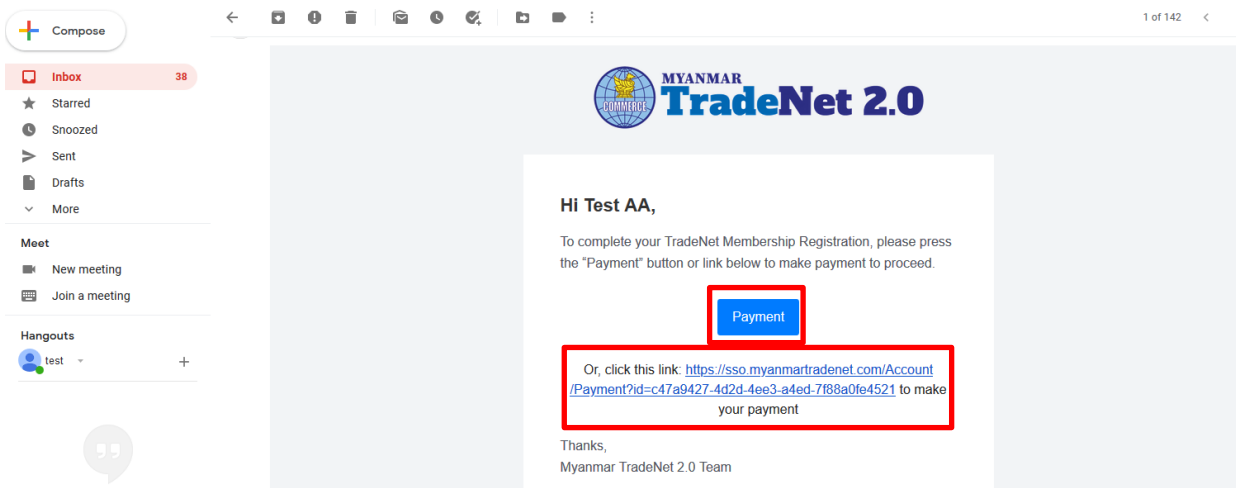 Compose
1 of 142
Inbox 38
Starred
Snoozed
Sent
Drafts
More
Meet
New meeting
Join a meeting
Hangouts
test
COMMERCE
MYANMAR
TradeNet 2.0
Hi Test AA,
To complete your TradeNet Membership Registration, please press
the “Payment” button or link below to make payment to proceed.
Payment
Or, click this link: https://sso.myanmartradenet.com/Account
/Payment?id=c47a9427-4d2d-4ee3-a4ed-7f88a0fe4521 to make
your payment
Thanks,
Myanmar TradeNet 2.0 Team